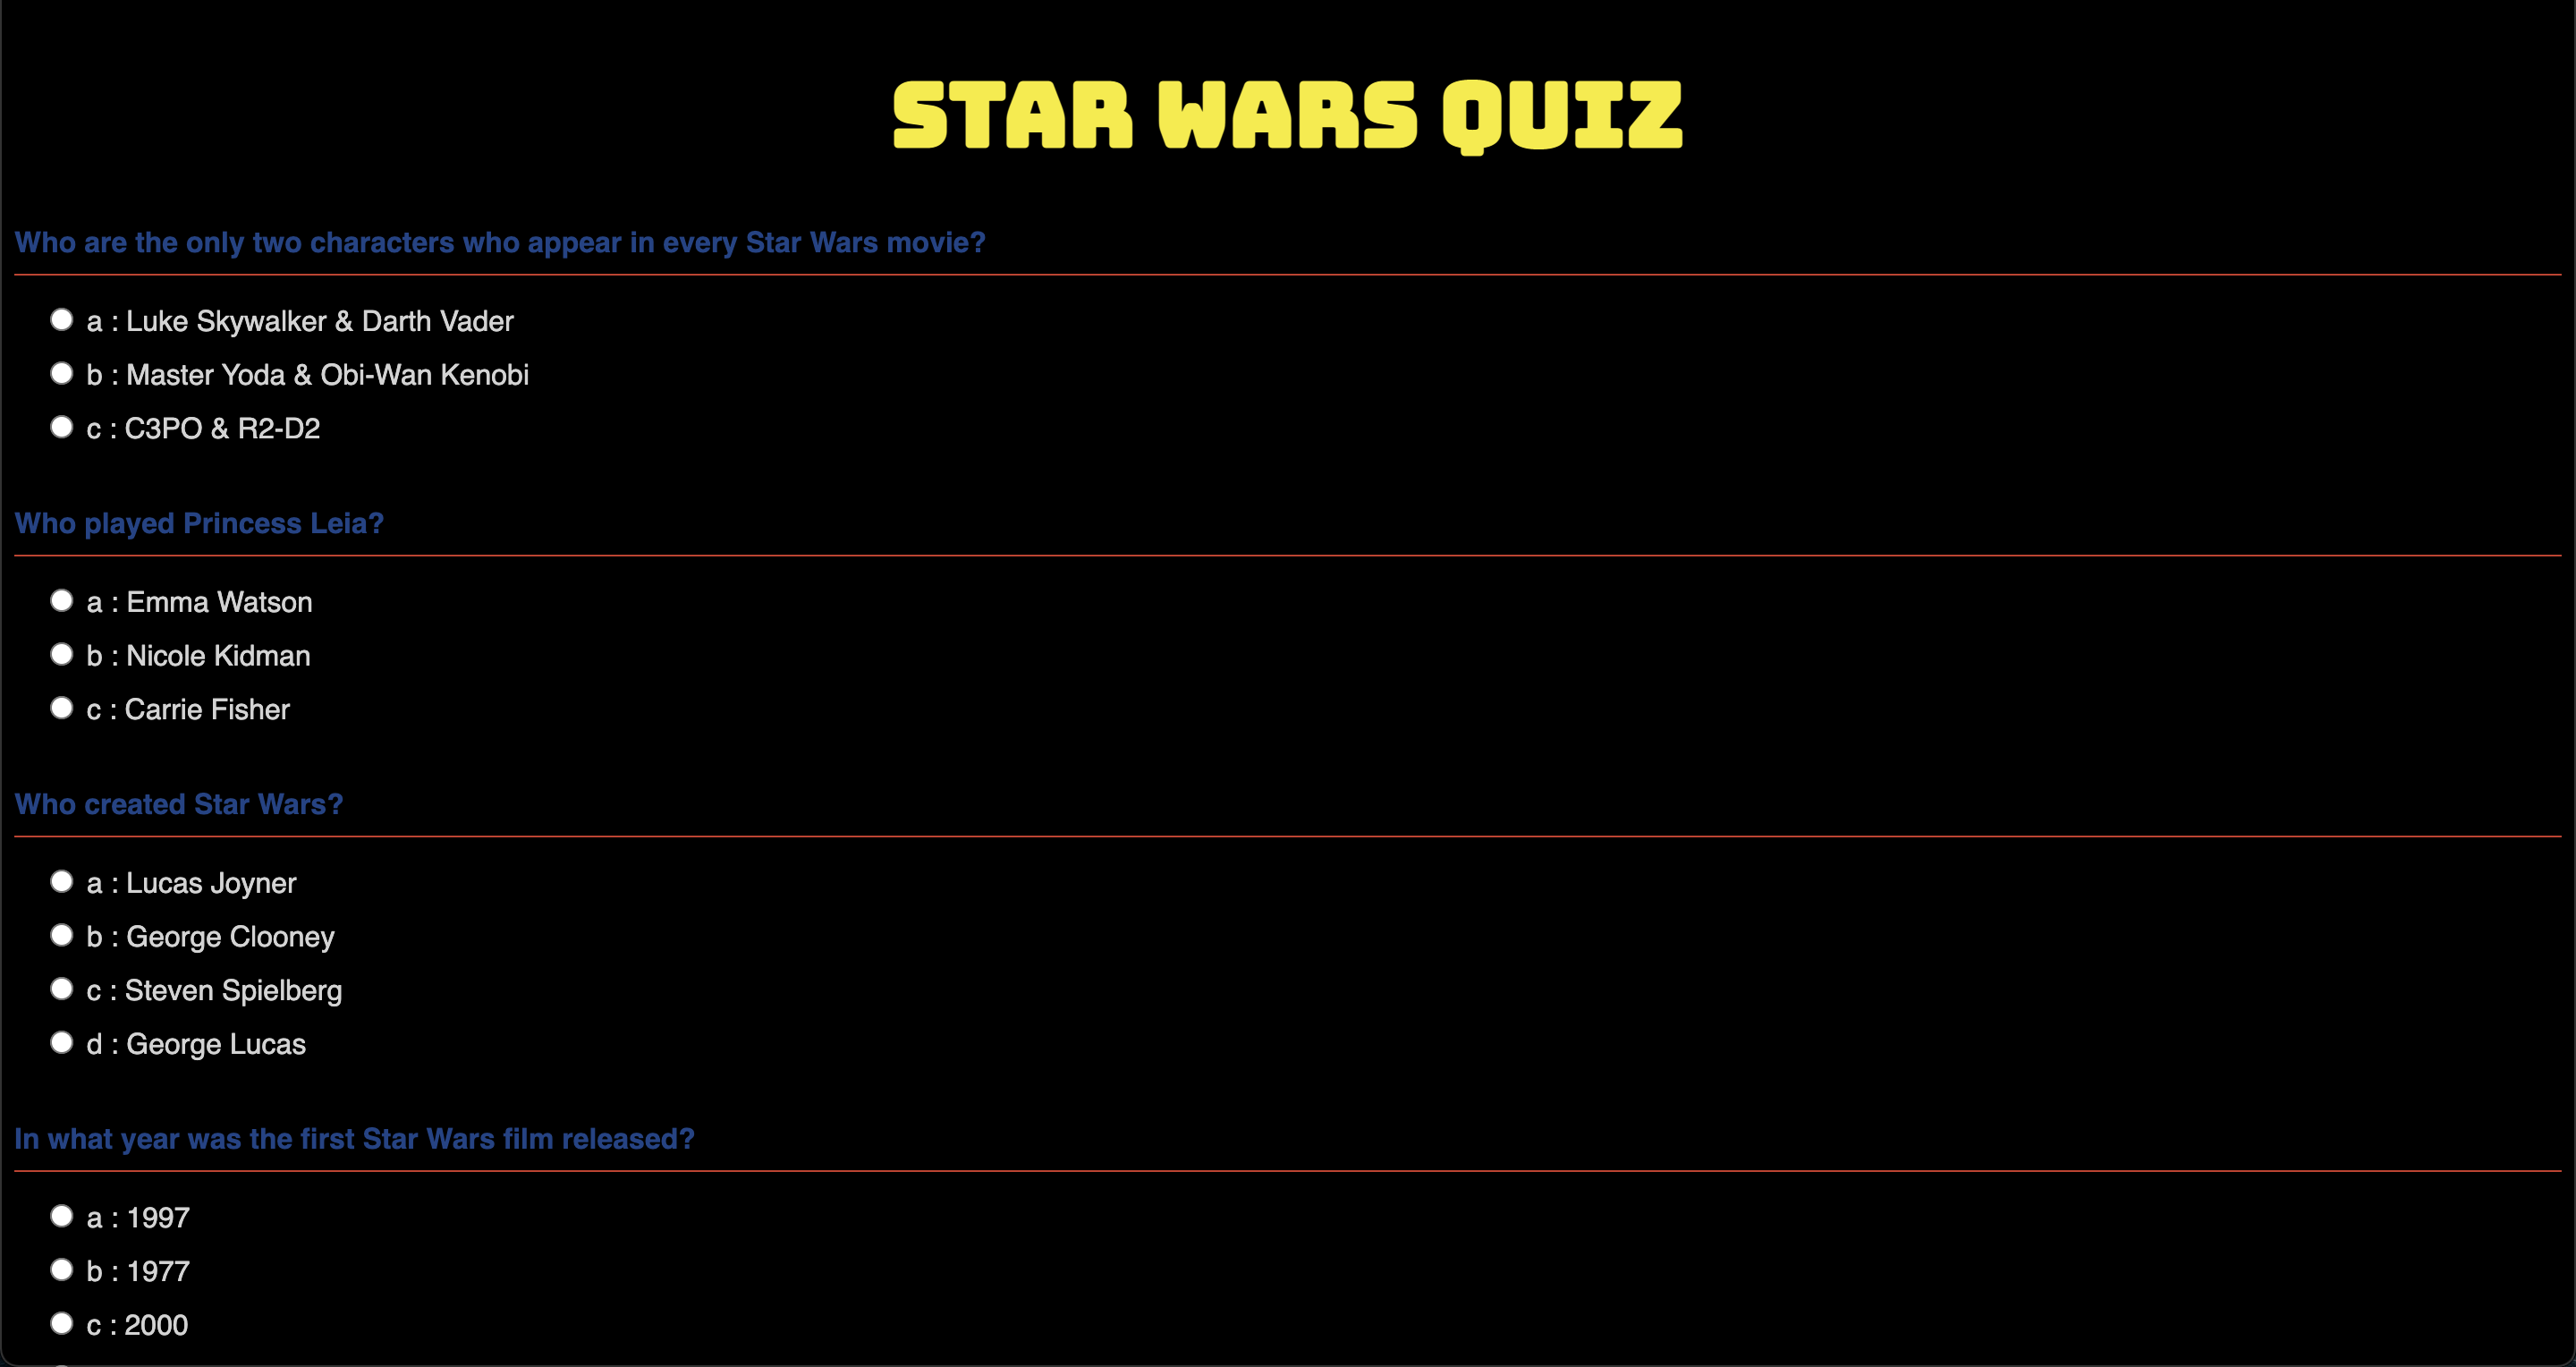 STAR WARS QUIZ
Who are the only two characters who appear in every Star Wars movie?
a : Luke Skywalker & Darth Vader
b : Master Yoda & Obi-Wan Kenobi
c : C3PO & R2-D2
Who played Princess Leia?
a : Emma Watson
b : Nicole Kidman
c : Carrie Fisher
Who created Star Wars?
a : Lucas Joyner
b : George Clooney
c : Steven Spielberg
d : George Lucas
In what year was the first Star Wars film released?
a : 1997
b : 1977
c : 2000